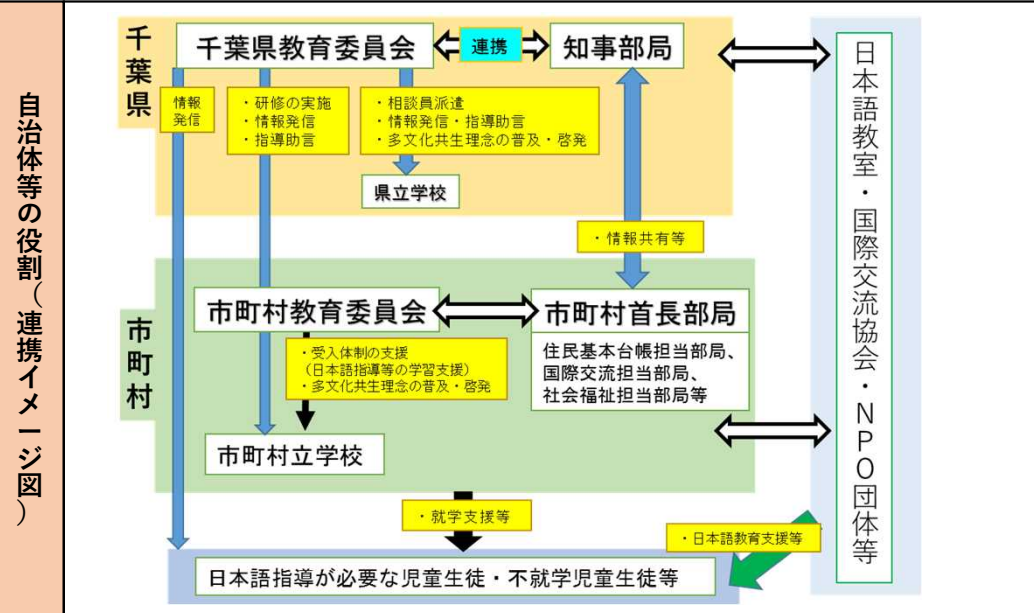 自治体等の役割（連携イメージ図）
千葉県
千葉県教育委員会
連携
知事部局
情報
発信
・研修の実施
・情報発信
・指導助言
・相談員派遣
・情報発信・指導助言
・多文化共生理念の普及・啓発
県立学校
・情報共有等
市町村
市町村教育委員会
市町村首長部局
住民基本台帳担当部局、
国際交流担当部局、
社会福祉担当部局等
・受入体制の支援
（日本語指導等の学習支援）
・多文化共生理念の普及・啓発
市町村立学校
・就学支援等
・日本語教育支援等
日本語指導が必要な児童生徒・不就学児童生徒等
日本語教室・国際交流協会・ＮＰＯ団体等